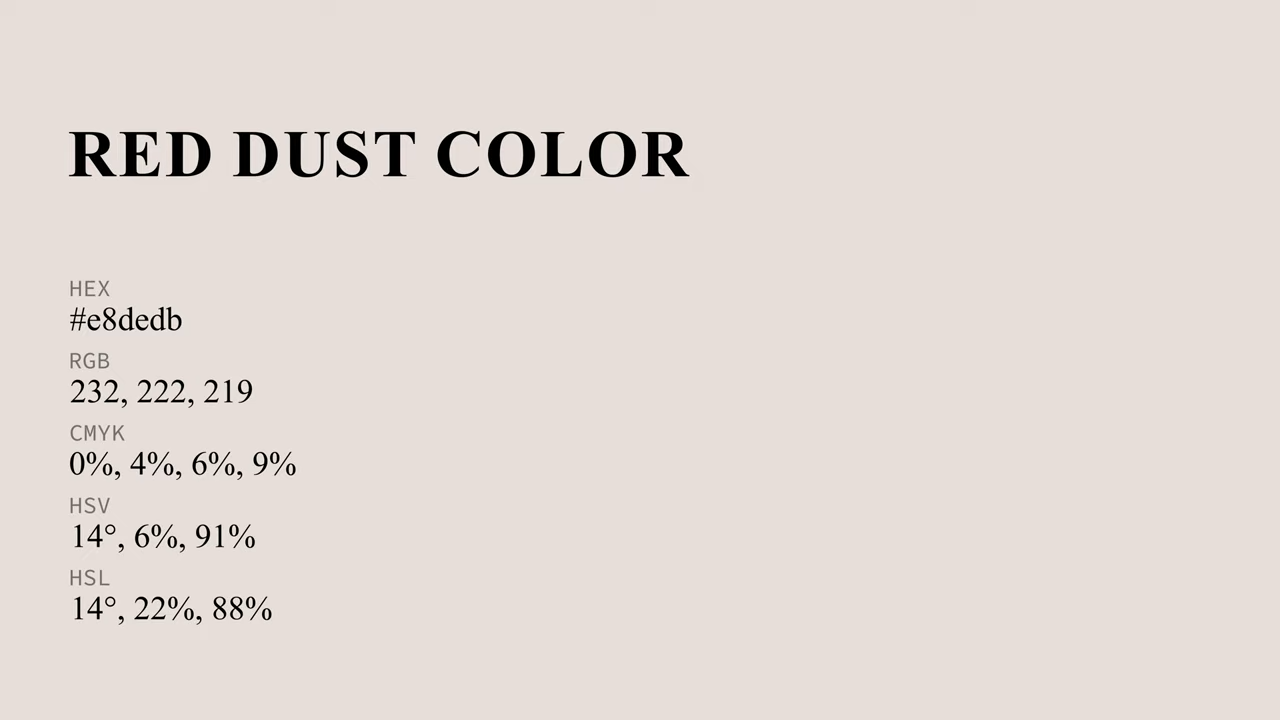 RED DUST COLOR
HEX
#e8dedb
RGB
232, 222, 219
CMYK
0%, 4%, 6%, 9%
HSV
14°, 6%, 91%
HSL
14°, 22%, 88%